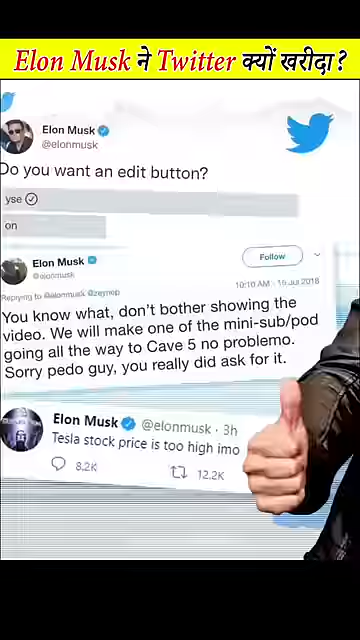 Elon Musk ने Twitter क्यों खरीदा?
Elon Musk
@elonmusk
Do you want an edit button?
yse
on
Elon Musk
@elonmusk
Follow
10:10 AM - 15 Jul 2018
Replying to @elonmusk @zeynep
You know what, don't bother showing the
video. We will make one of the mini-sub/pod
going all the way to Cave 5 no problemo.
Sorry pedo guy, you really did ask for it.
Elon Musk @elonmusk · 3h
Tesla stock price is too high imo
8.2K 12.2K